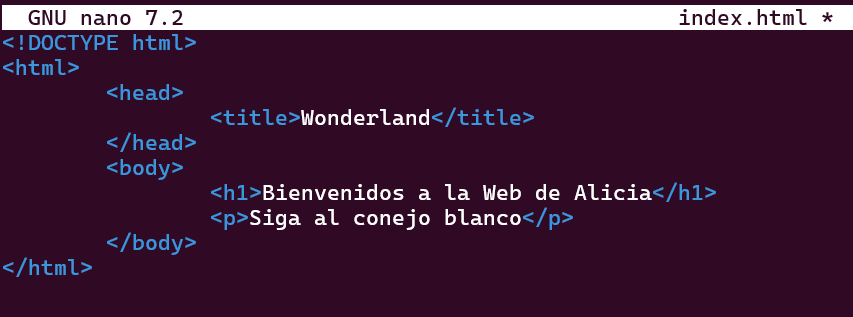 GNU nano 7.2 index.html *
<!DOCTYPE html>
<html>
<head>
<title>Wonderland</title>
</head>
<body>
<h1>Bienvenidos a la Web de Alicia</h1>
<p>Siga al conejo blanco</p>
</body>
</html>